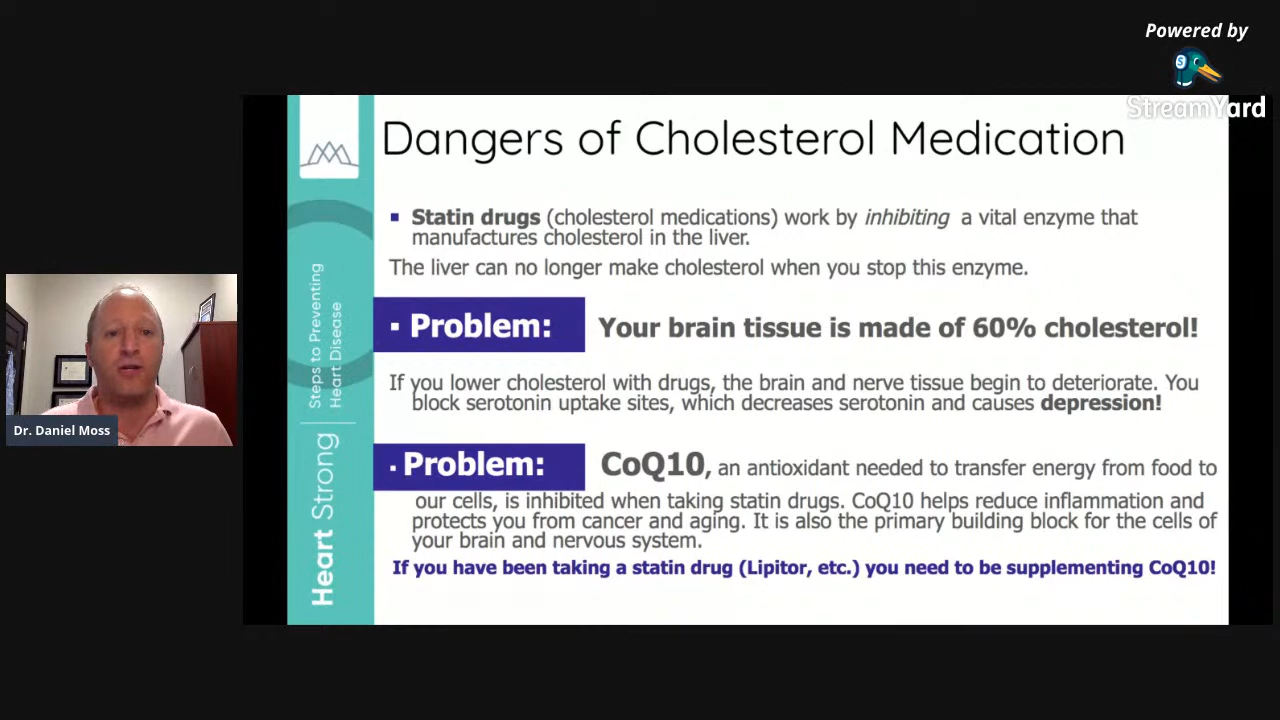 Powered by
StreamYard
Dangers of Cholesterol Medication
▪ Statin drugs (cholesterol medications) work by inhibiting a vital enzyme that
manufactures cholesterol in the liver.
The liver can no longer make cholesterol when you stop this enzyme.
▪ Problem: Your brain tissue is made of 60% cholesterol!
If you lower cholesterol with drugs, the brain and nerve tissue begin to deteriorate. You
block serotonin uptake sites, which decreases serotonin and causes depression!
▪ Problem: CoQ10, an antioxidant needed to transfer energy from food to
our cells, is inhibited when taking statin drugs. CoQ10 helps reduce inflammation and
protects you from cancer and aging. It is also the primary building block for the cells of
your brain and nervous system.
If you have been taking a statin drug (Lipitor, etc.) you need to be supplementing CoQ10!
Heart Strong
Steps to Preventing
Heart Disease
Dr. Daniel Moss